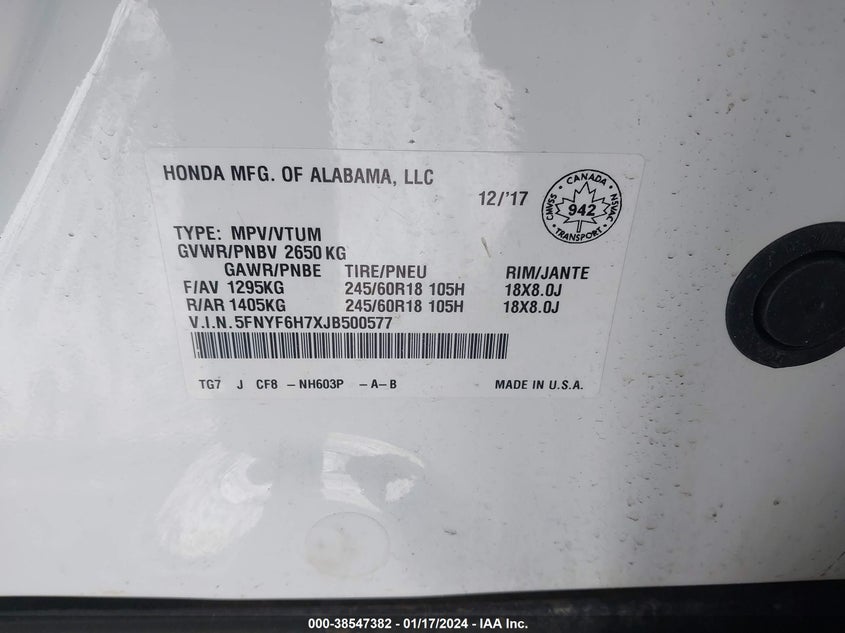 HONDA MFG. OF ALABAMA, LLC
12/'17
CANADA
CMVSS 942 NSVAC
TRANSPORT
TYPE: MPV/VTUM
GVWR/PNBV 2650 KG
GAWR/PNBE TIRE/PNEU RIM/JANTE
F/AV 1295KG 245/60R18 105H 18X8.0J
R/AR 1405KG 245/60R18 105H 18X8.0J
V.I.N. 5FNYF6H7XJB500577
TG7 J CF8 -NH603P -A-B MADE IN U.S.A.
000-38547382 - 01/17/2024 - IAA Inc.